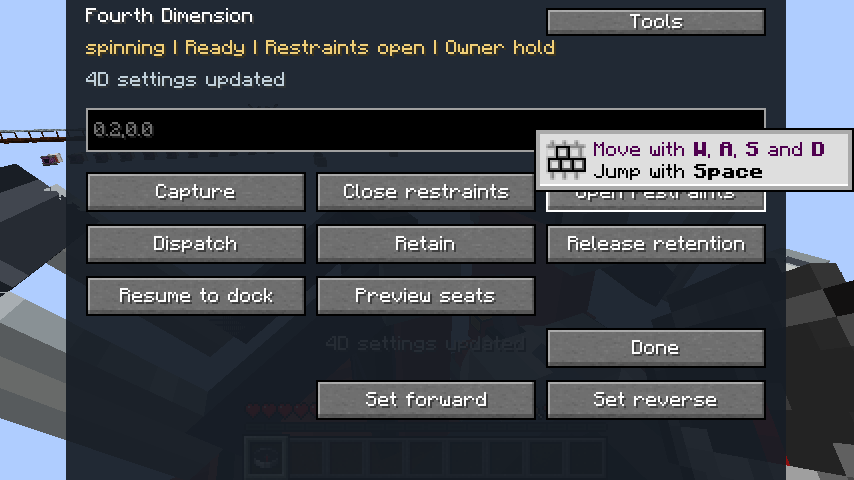 Fourth Dimension
Tools
spinning | Ready | Restraints open | Owner hold
4D settings updated
0.2,0.0
Move with W, A, S and D
Jump with Space
Capture
Close restraints
Open restraints
Dispatch
Retain
Release retention
Resume to dock
Preview seats
4D settings updated
Done
Set forward
Set reverse